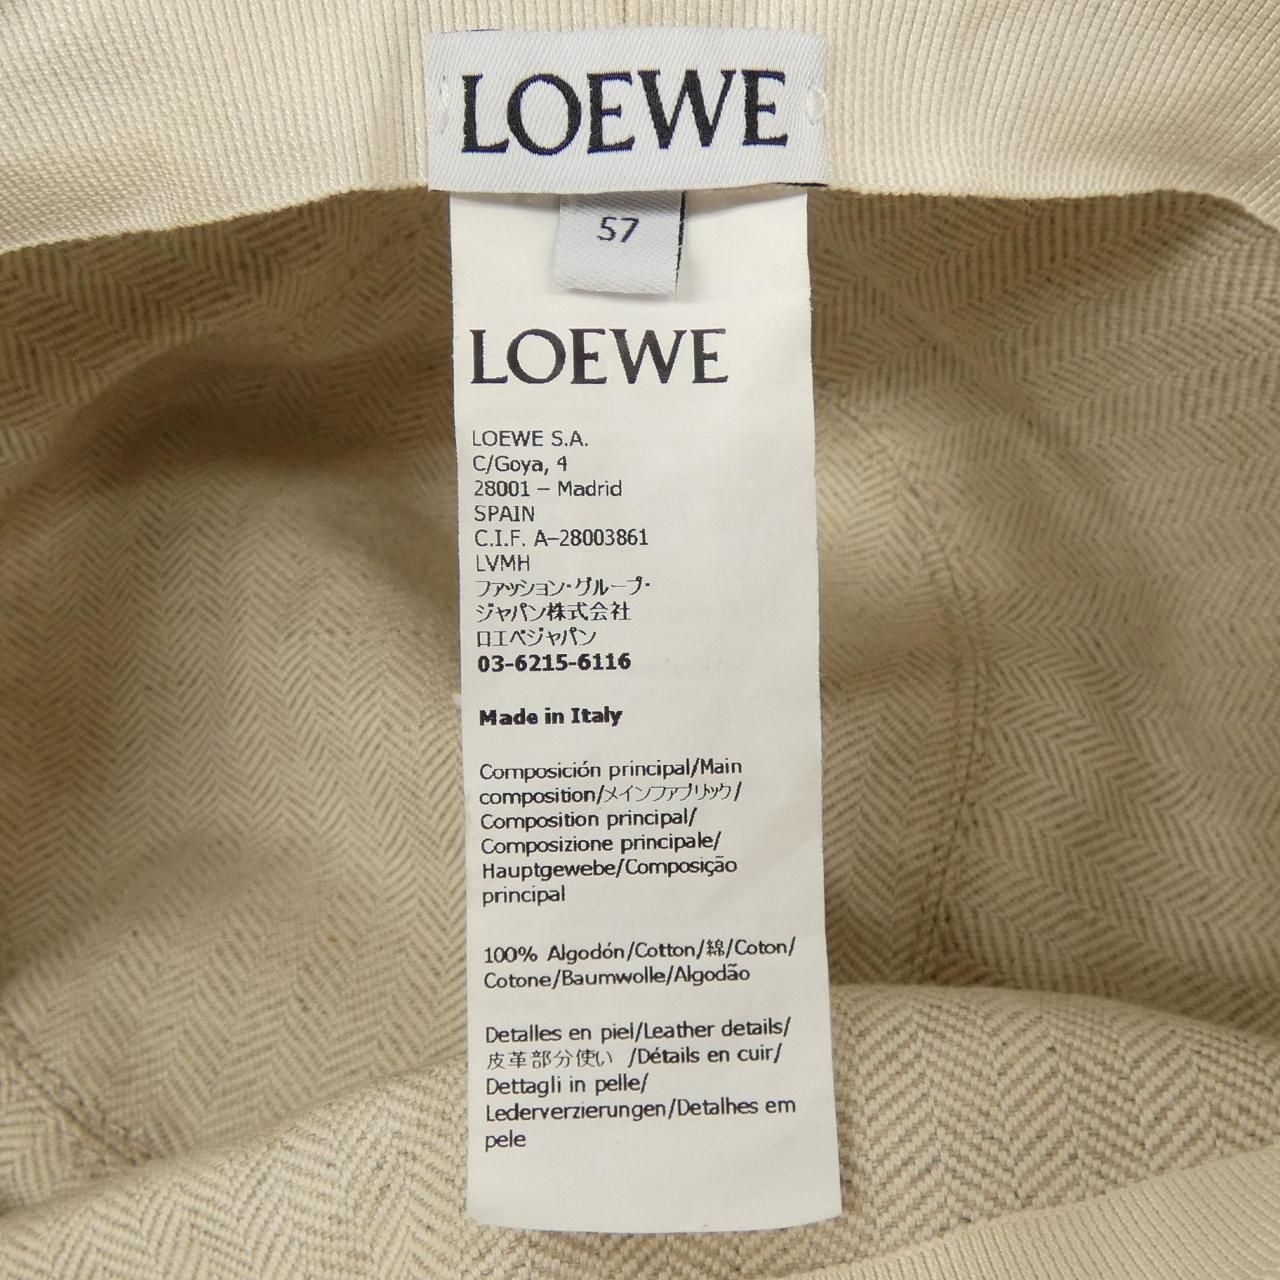 LOEWE
57
LOEWE
LOEWE S.A.
C/Goya, 4
28001 – Madrid
SPAIN
C.I.F. A–28003861
LVMH
ファッション・グループ・
ジャパン株式会社
ロエベジャパン
03-6215-6116
Made in Italy
Composición principal/Main
composition/メインファブリック/
Composition principal/
Composizione principale/
Hauptgewebe/Composição
principal
100% Algodón/Cotton/綿/Coton/
Cotone/Baumwolle/Algodão
Detalles en piel/Leather details/
皮革部分使い /Détails en cuir/
Dettagli in pelle/
Lederverzierungen/Detalhes em
pele